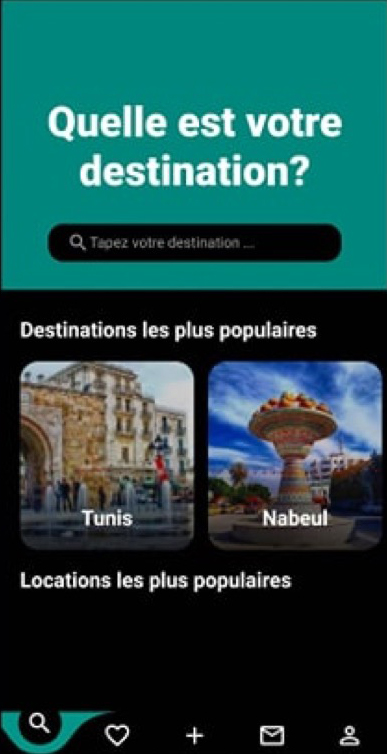 Quelle est votre
destination?
Tapez votre destination ...
Destinations les plus populaires
Tunis
Nabeul
Locations les plus populaires